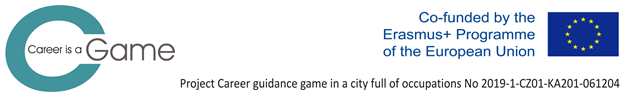 Career is a Game
Co-funded by the
Erasmus+ Programme
of the European Union
Project Career guidance game in a city full of occupations No 2019-1-CZ01-KA201-061204